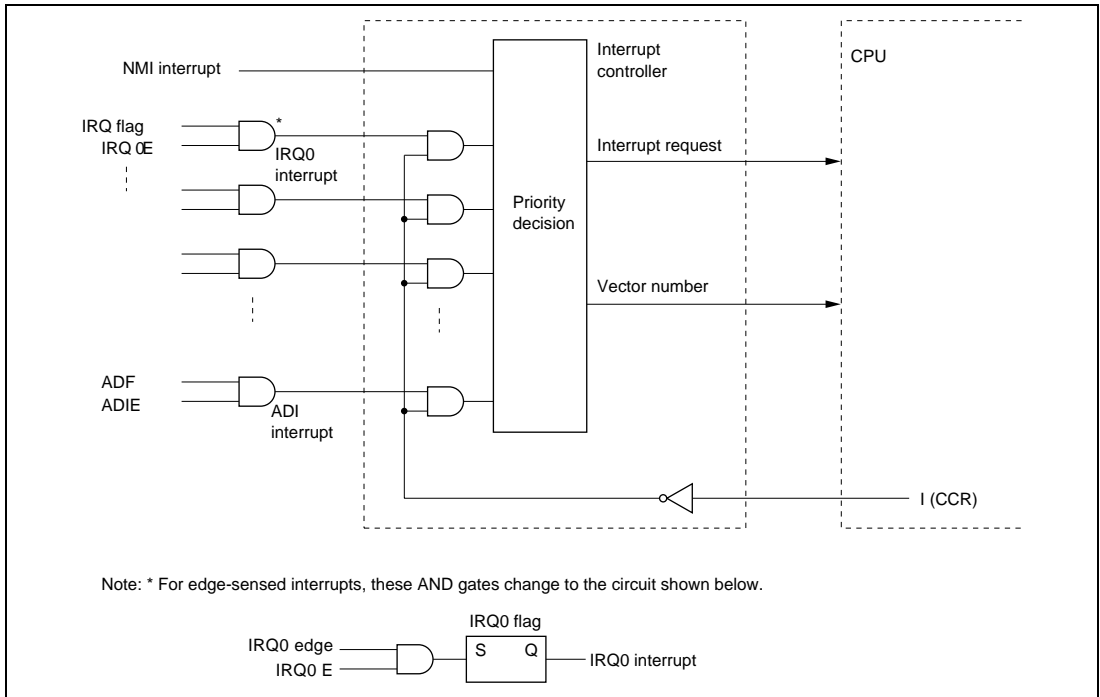 NMI interrupt
IRQ flag
IRQ 0E
*
IRQ0
interrupt
ADF
ADIE
ADI
interrupt
Priority
decision
Interrupt
controller
Interrupt request
Vector number
CPU
I (CCR)
Note: * For edge-sensed interrupts, these AND gates change to the circuit shown below.
IRQ0 flag
IRQ0 edge
IRQ0 E
S Q
IRQ0 interrupt